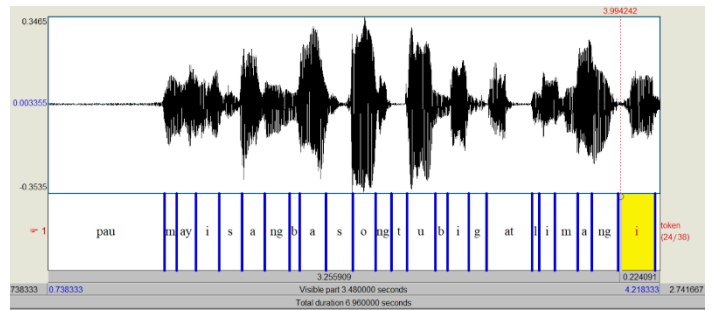 3.994242
0.3465
0.003355
-0.3535
1 pau m ay i s a ng b a s o ng t u b i g at l i m a ng i token
(24/38)
3.255909 0.224091
738333 0.738333 Visible part 3.480000 seconds 4.218333 2.741667
Total duration 6.960000 seconds